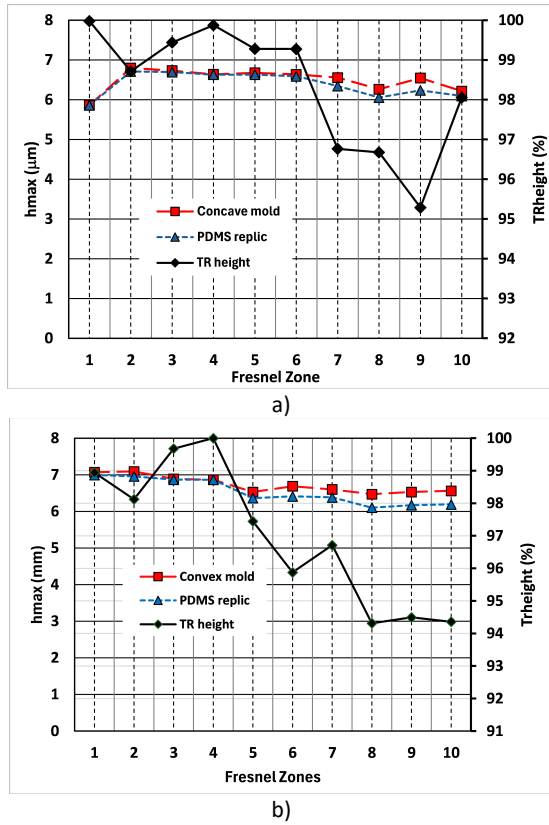 8 7 6 5 4 3 2 1 0
hmax (μm)
100 99 98 97 96 95 94 93 92
TRheight (%)
Concave mold
PDMS replic
TR height
1 2 3 4 5 6 7 8 9 10
Fresnel Zone
a)
8 7 6 5 4 3 2 1 0
hmax (mm)
100 99 98 97 96 95 94 93 92 91
Trheight (%)
Convex mold
PDMS replic
TR height
1 2 3 4 5 6 7 8 9 10
Fresnel Zones
b)